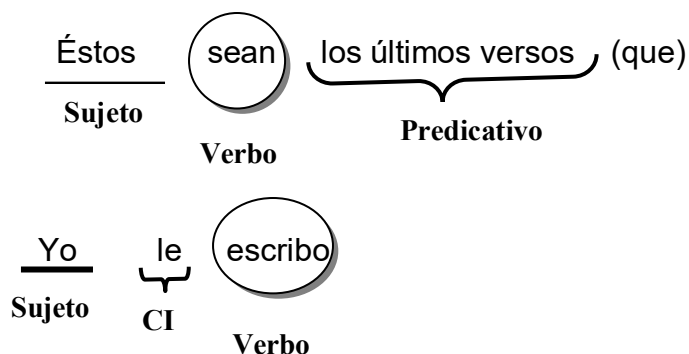 Éstos sean los últimos versos (que)
Sujeto
Verbo
Predicativo
Yo le escribo
Sujeto
CI
Verbo